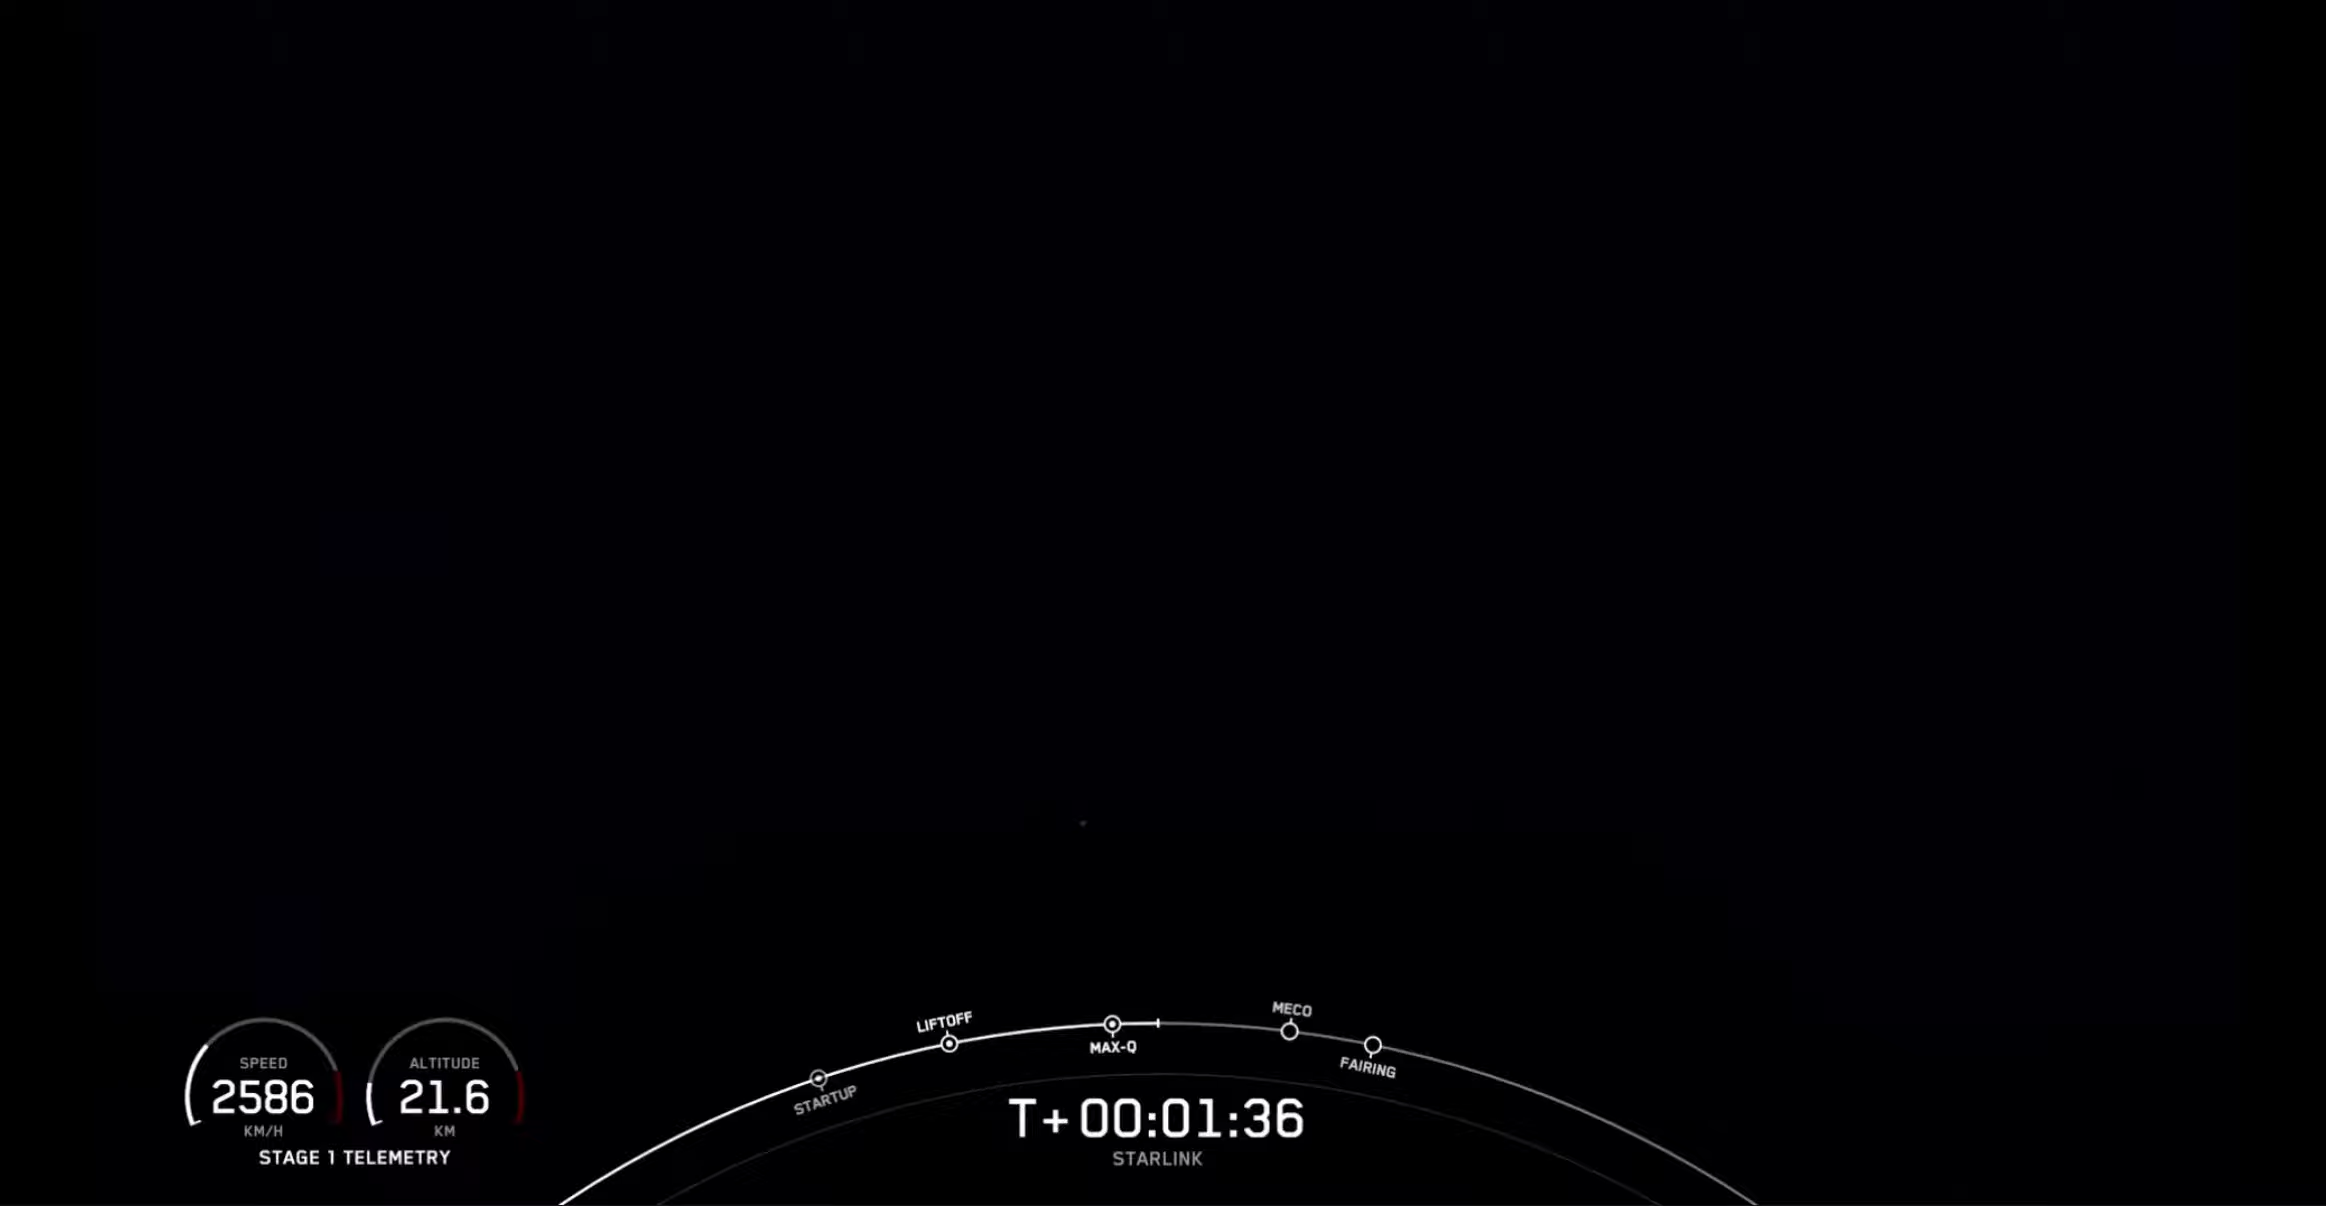 SPEED
2586
KM/H
ALTITUDE
21.6
KM
STAGE 1 TELEMETRY
STARTUP
LIFTOFF
MAX-Q
MECO
FAIRING
T+00:01:36
STARLINK